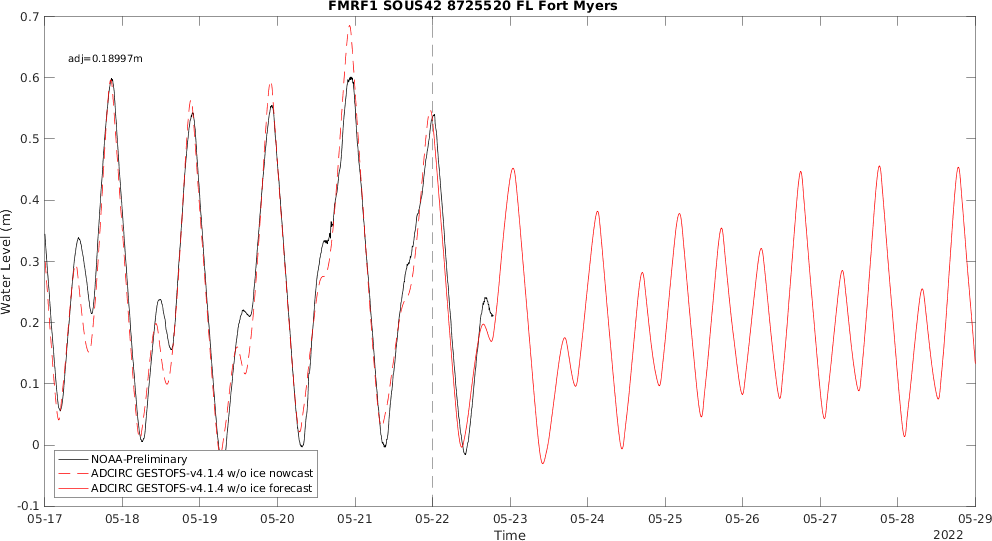 FMRF1 SOUS42 8725520 FL Fort Myers
adj=0.18997m
0.7
0.6
0.5
0.4
0.3
0.2
0.1
0
-0.1
Water Level (m)
NOAA-Preliminary
ADCIRC GESTOFS-v4.1.4 w/o ice nowcast
ADCIRC GESTOFS-v4.1.4 w/o ice forecast
05-17 05-18 05-19 05-20 05-21 05-22 05-23 05-24 05-25 05-26 05-27 05-28 05-29
Time
2022